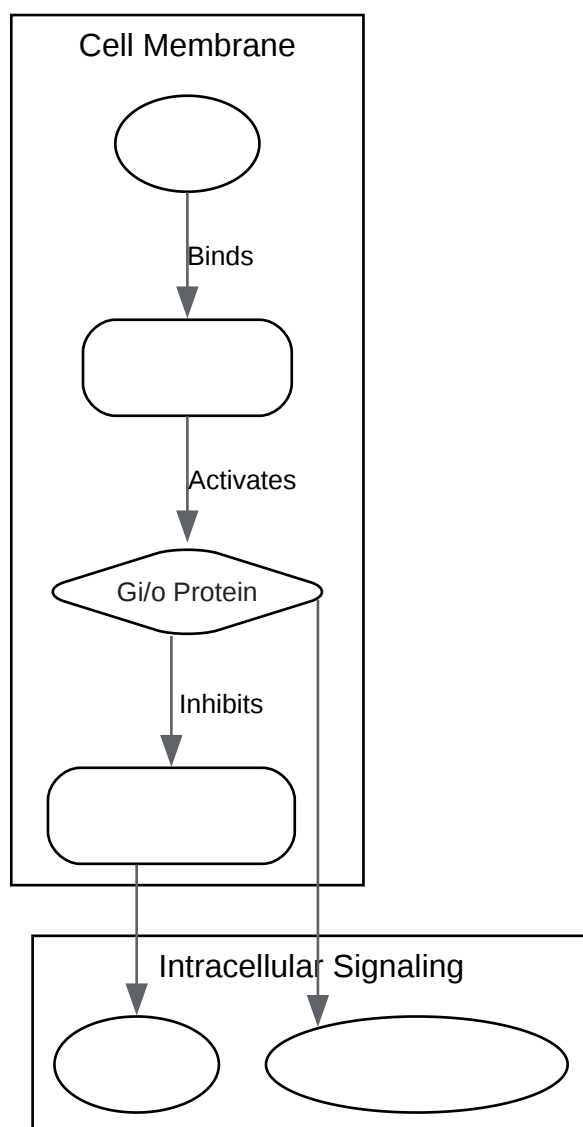 Cell Membrane
Binds
Activates
Gi/o Protein
Inhibits
Intracellular Signaling